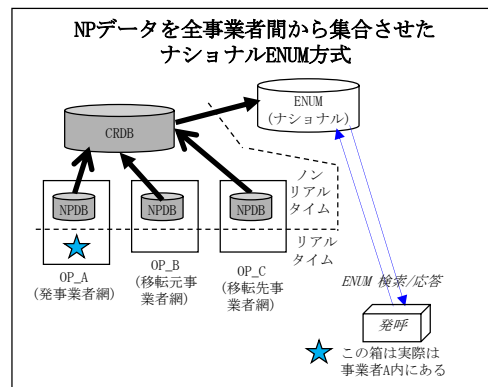 NPデータを全事業者間から集合させた
ナショナルENUM方式
ENUM
(ナショナル)
CRDB
ノン
リアル
タイム
NPDB
NPDB
NPDB
リアル
タイム
OP_A
(発事業者網)
OP_B
(移転元事
業者網)
OP_C
(移転先事
業者網)
ENUM 検索/応答
発呼
この箱は実際は
事業者A内にある